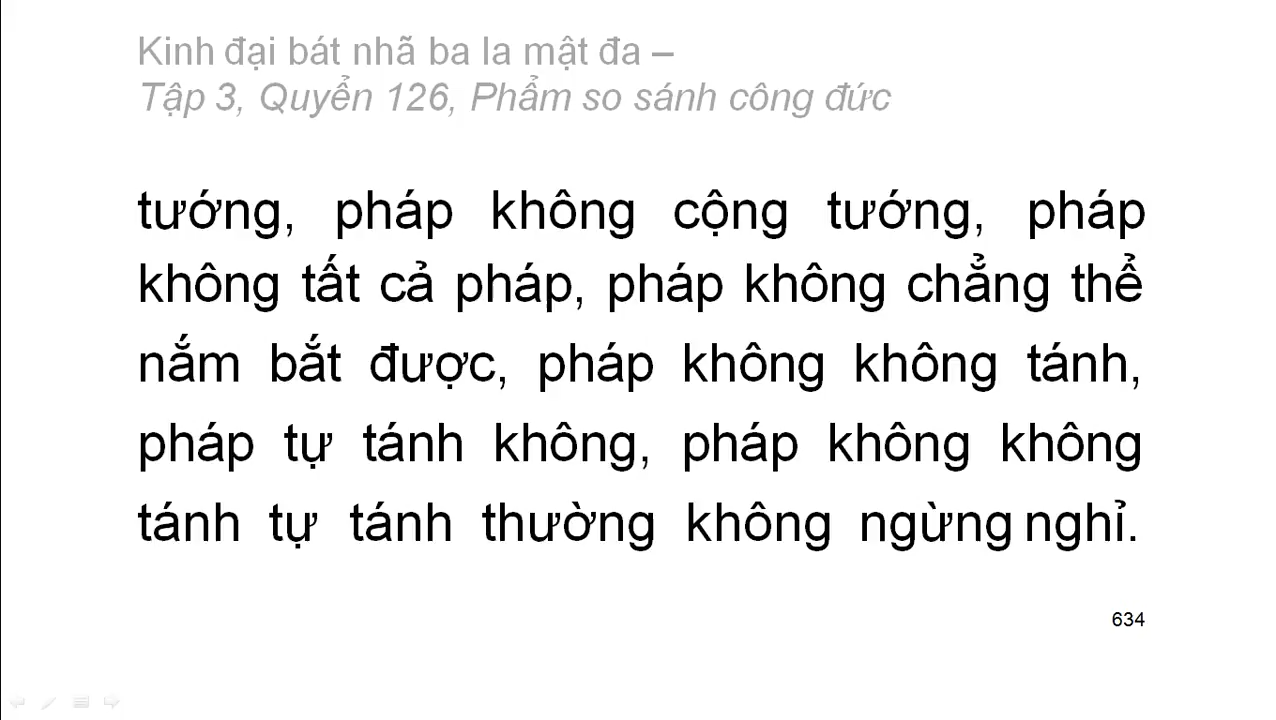 Kinh đại bát nhã ba la mật đa –
Tập 3, Quyển 126, Phẩm so sánh công đức
tướng, pháp không cộng tướng, pháp
không tất cả pháp, pháp không chẳng thể
nắm bắt được, pháp không không tánh,
pháp tự tánh không, pháp không không
tánh tự tánh thường không ngừng nghỉ.
634